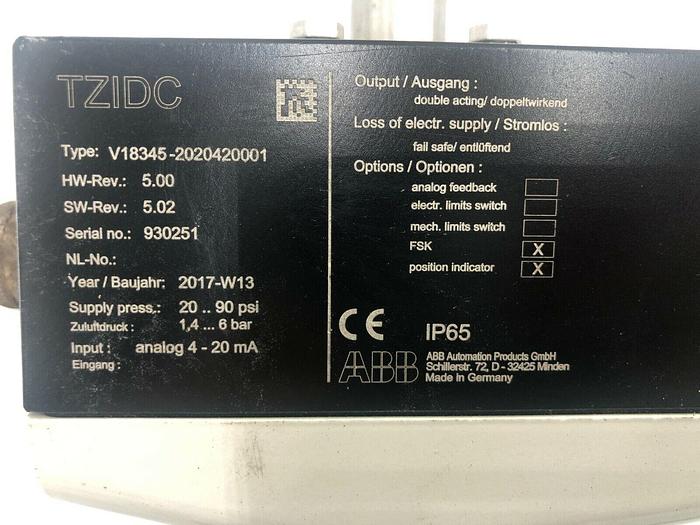 TZIDC
Type: V18345-2020420001
HW-Rev.: 5.00
SW-Rev.: 5.02
Serial no.: 930251
NL-No.:
Year / Baujahr: 2017-W13
Supply press.: 20 .. 90 psi
Zuluftdruck : 1,4 ... 6 bar
Input : analog 4 - 20 mA
Eingang :
Output / Ausgang :
double acting/ doppeltwirkend
Loss of electr. supply / Stromlos :
fail safe/ entlüftend
Options / Optionen :
analog feedback
electr. limits switch
mech. limits switch
FSK X
position indicator X
CE IP65
ABB ABB Automation Products GmbH
Schillerstr. 72, D - 32425 Minden
Made in Germany